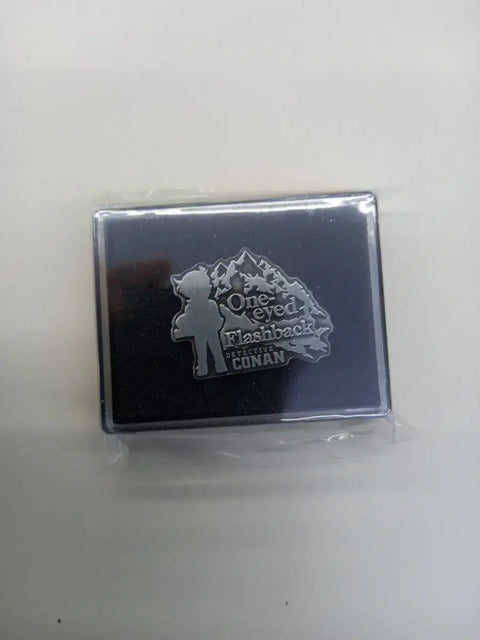 One-
eyed
Flashback
DETECTIVE
CONAN